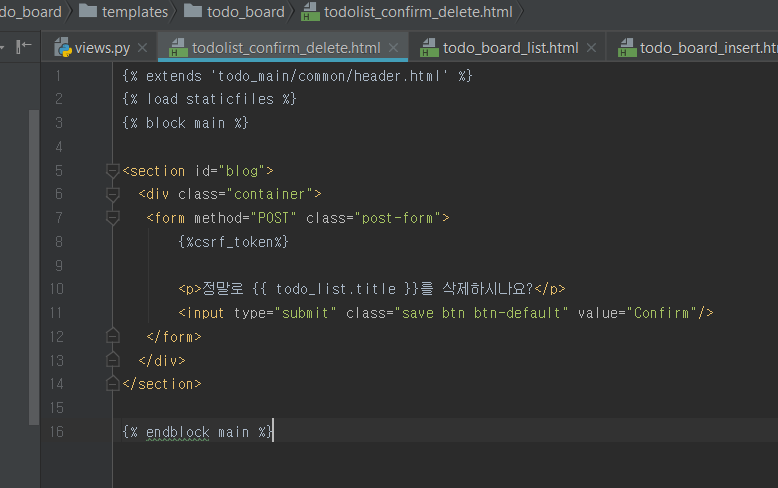 do_board templates todo_board todolist_confirm_delete.html
views.py todolist_confirm_delete.html todo_board_list.html todo_board_insert.htm
1 {% extends 'todo_main/common/header.html' %}
2 {% load staticfiles %}
3 {% block main %}
4
5 <section id="blog">
6 <div class="container">
7 <form method="POST" class="post-form">
8 {%csrf_token%}
9
10 <p>정말로 {{ todo_list.title }}를 삭제하시나요?</p>
11 <input type="submit" class="save btn btn-default" value="Confirm"/>
12 </form>
13 </div>
14 </section>
15
16 {% endblock main %}